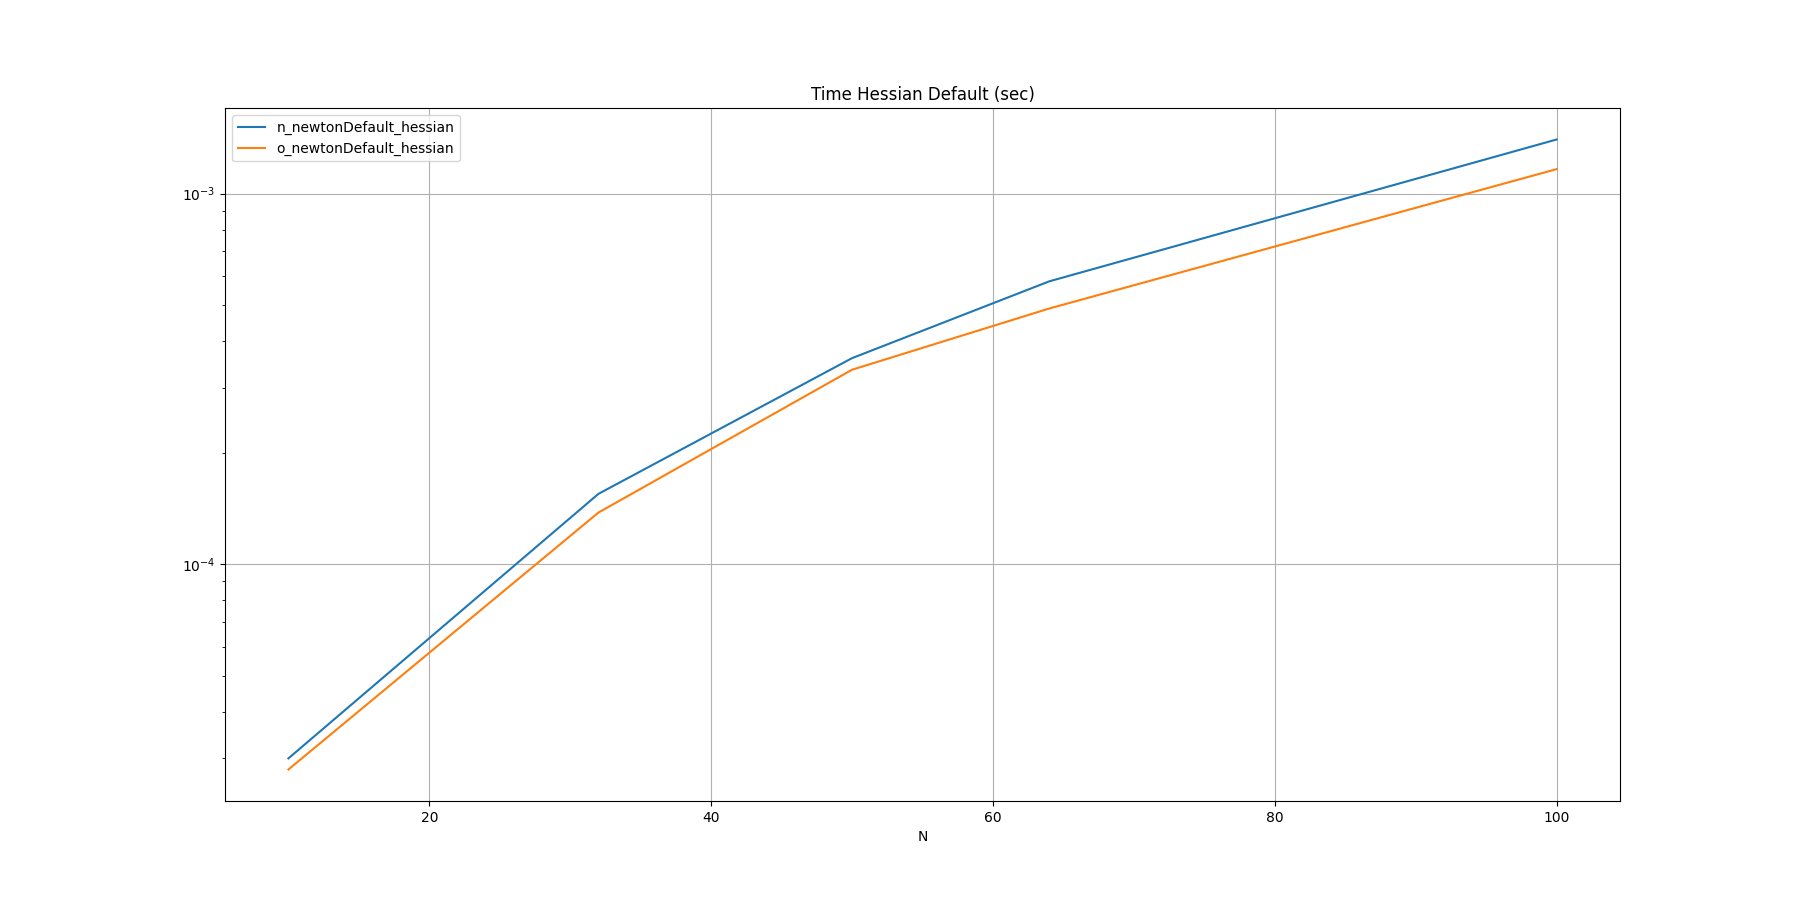 Time Hessian Default (sec)
n_newtonDefault_hessian
o_newtonDefault_hessian
10⁻³
10⁻⁴
20 40 60 80 100
N